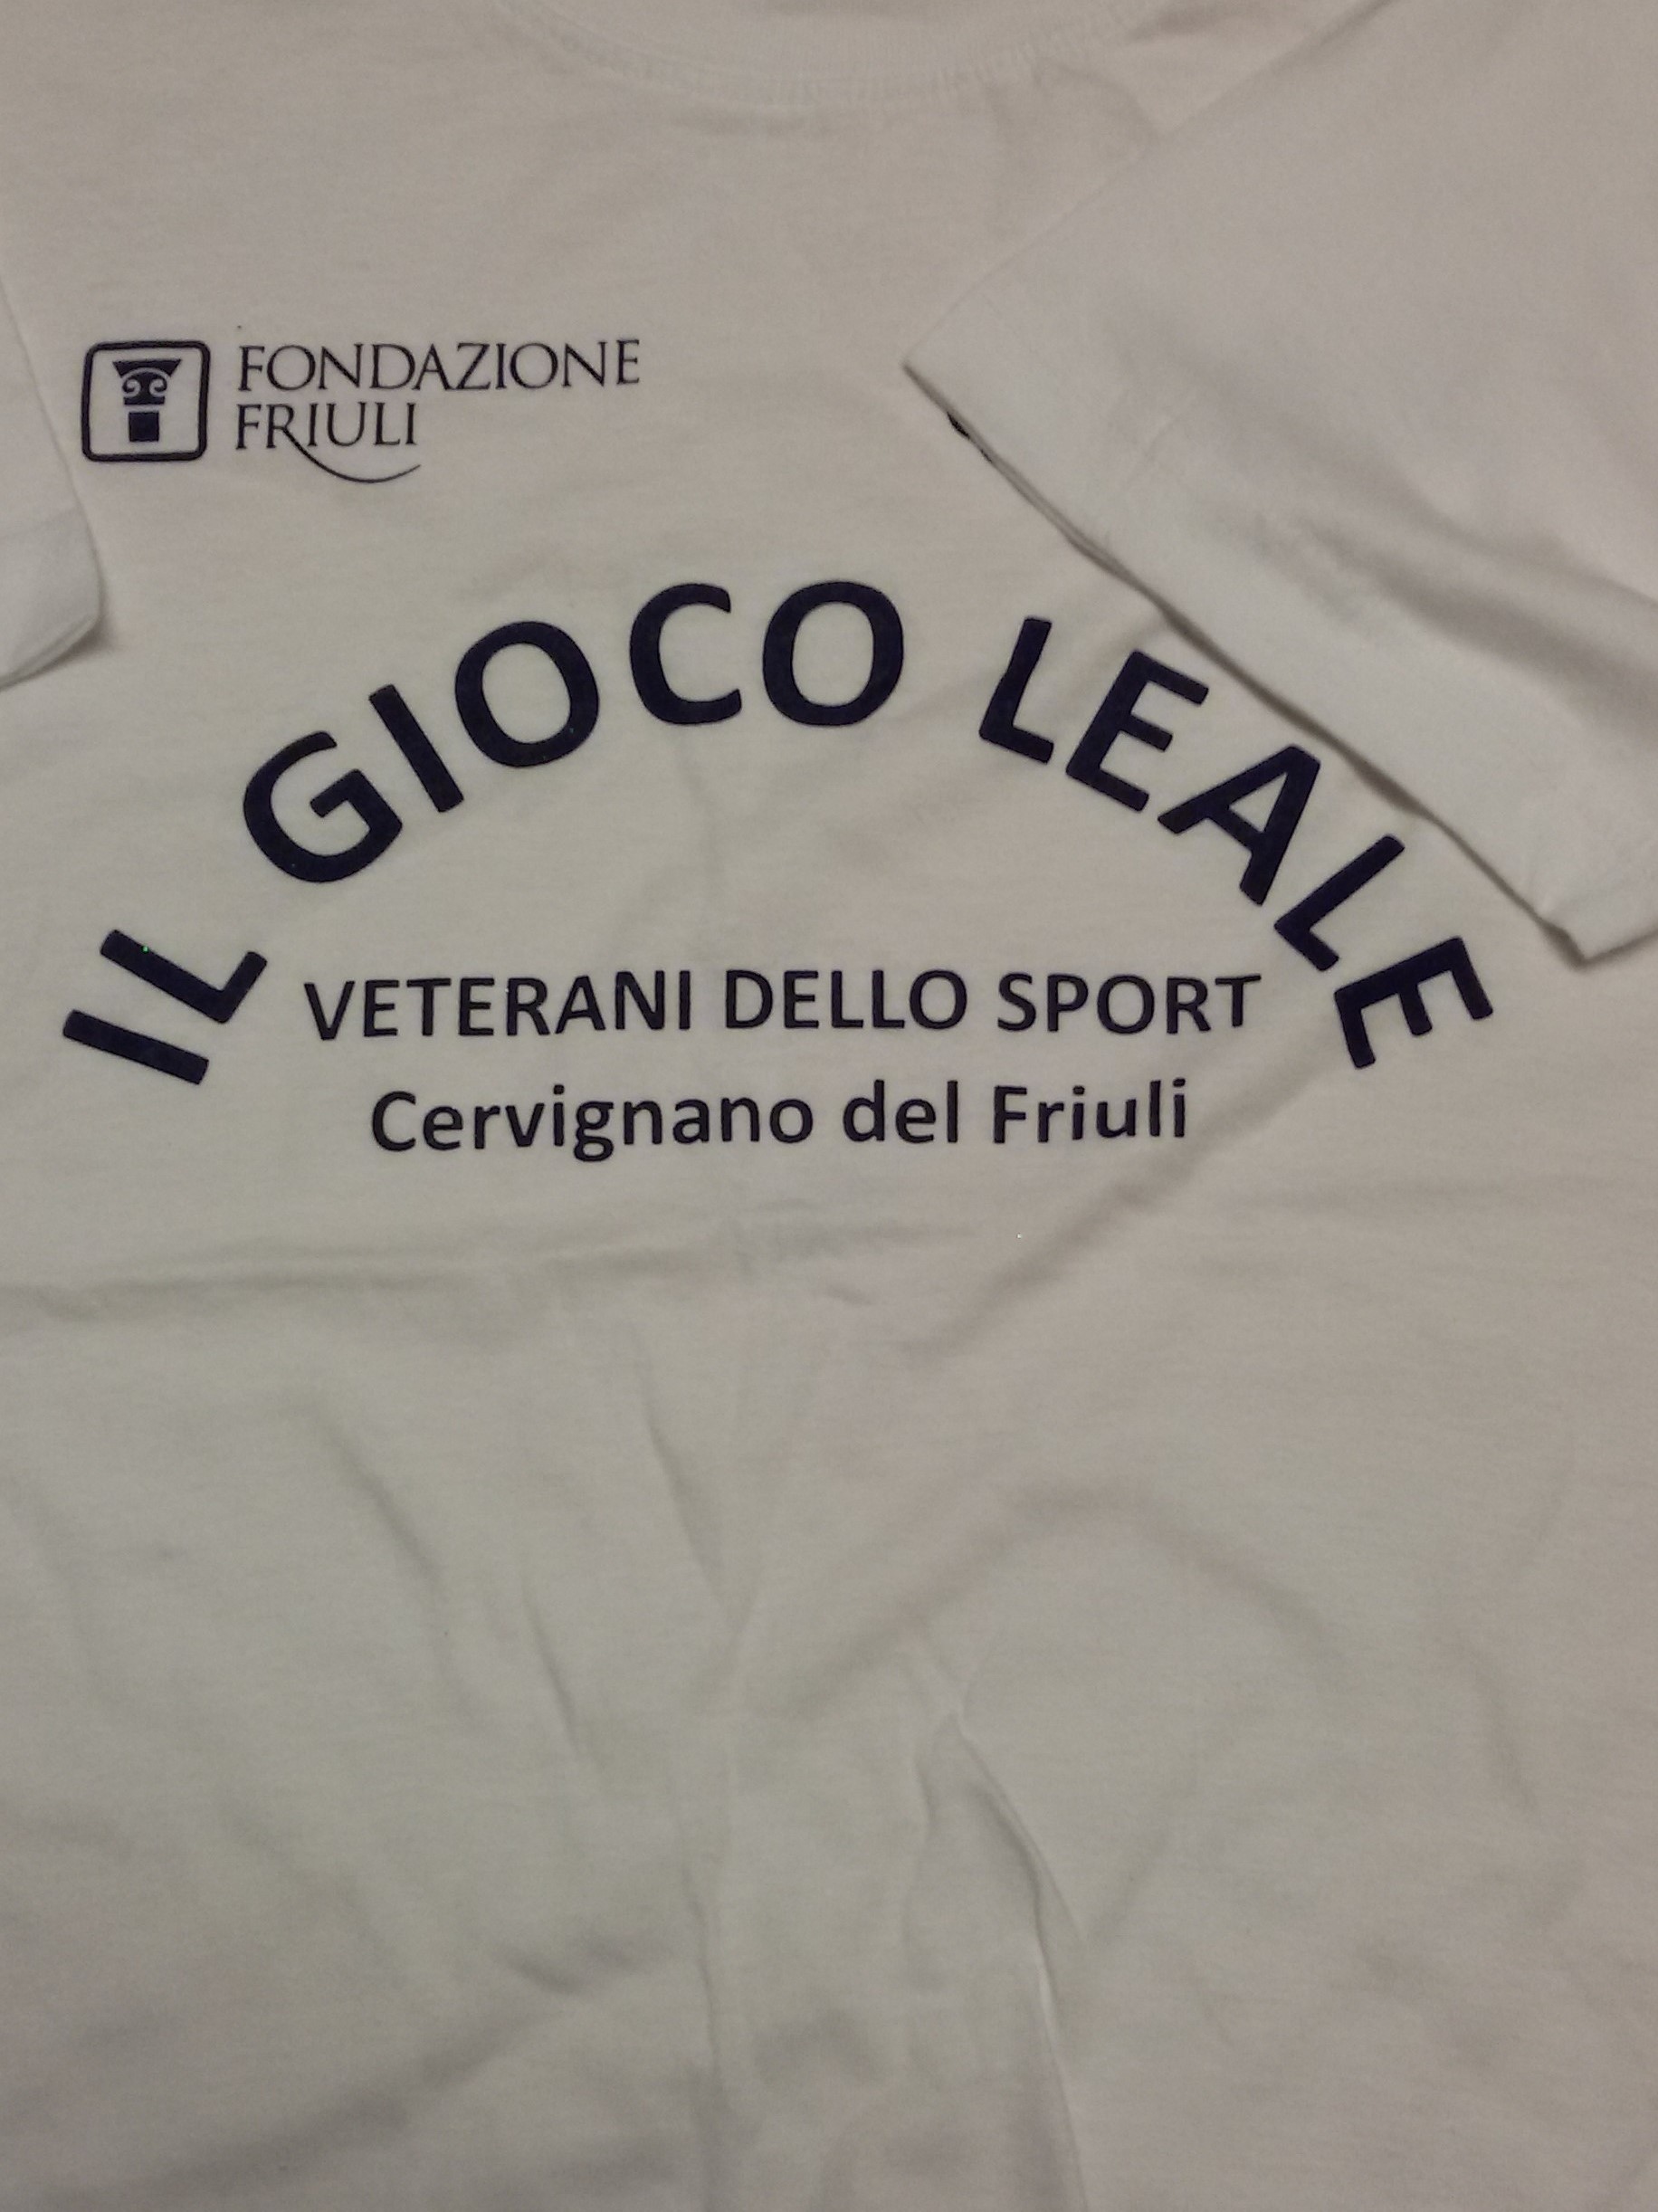 FONDAZIONE
FRIULI
IL GIOCO LEALE
VETERANI DELLO SPORT
Cervignano del Friuli